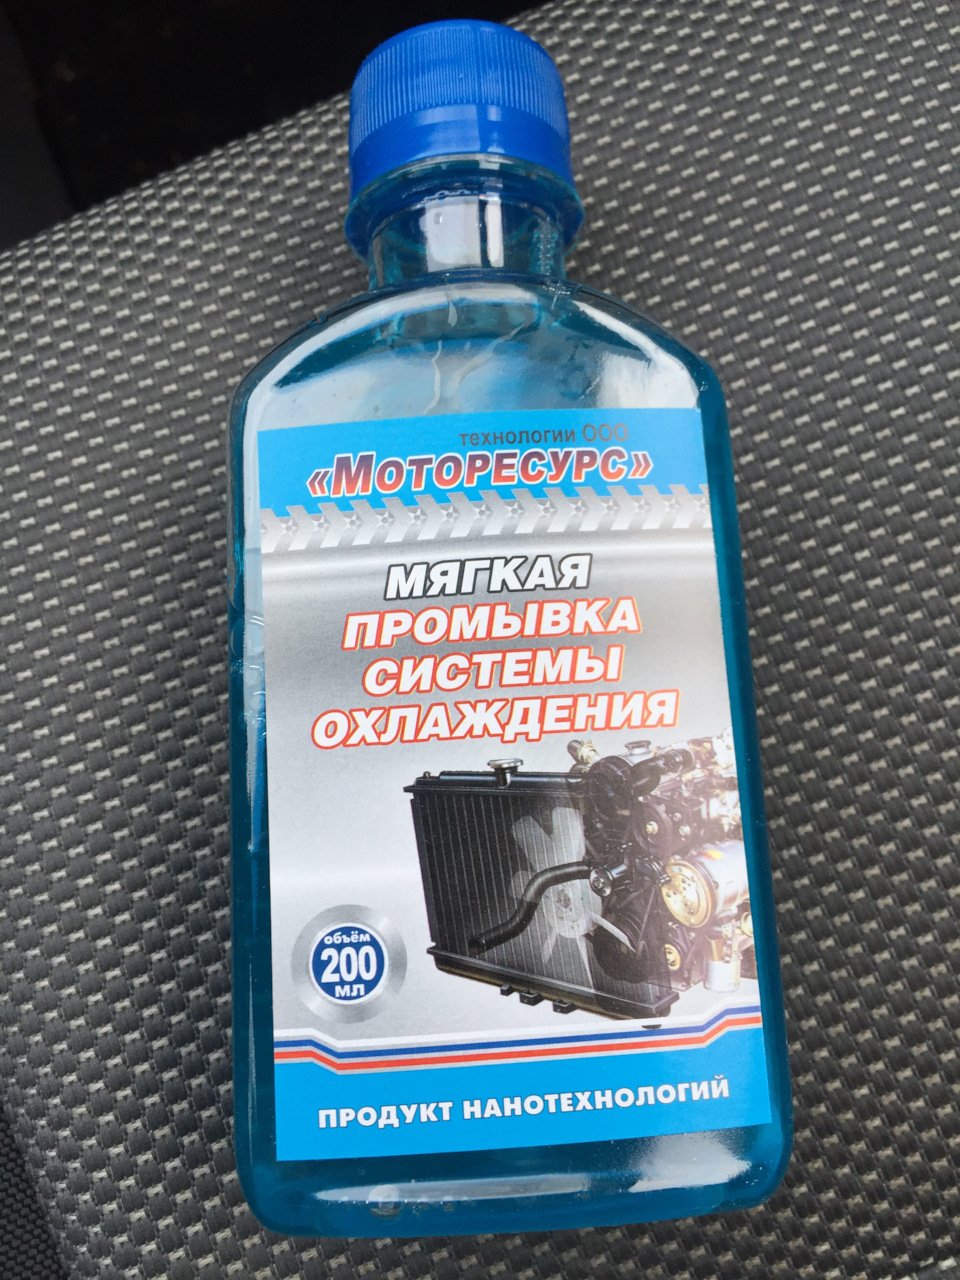 технологии ООО
«МОТОРЕСУРС»
МЯГКАЯ
ПРОМЫВКА
СИСТЕМЫ
ОХЛАЖДЕНИЯ
объём
200
мл
ПРОДУКТ НАНОТЕХНОЛОГИЙ